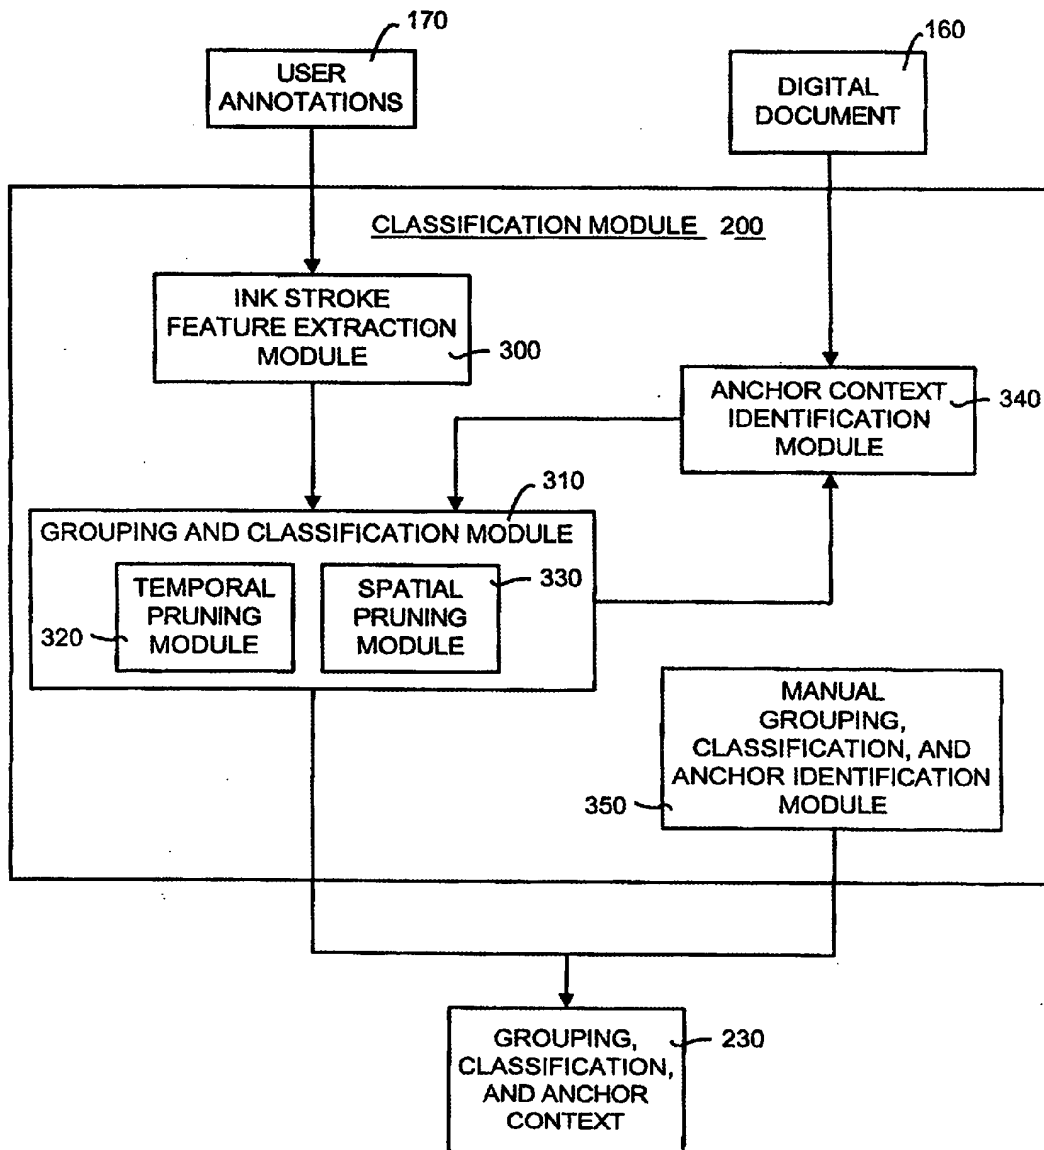 170
USER
ANNOTATIONS
160
DIGITAL
DOCUMENT
CLASSIFICATION MODULE 200
INK STROKE
FEATURE EXTRACTION
MODULE
300
ANCHOR CONTEXT
IDENTIFICATION
MODULE
340
310
GROUPING AND CLASSIFICATION MODULE
TEMPORAL
PRUNING
MODULE
320
SPATIAL
PRUNING
MODULE
330
MANUAL
GROUPING,
CLASSIFICATION, AND
ANCHOR IDENTIFICATION
MODULE
350
GROUPING,
CLASSIFICATION,
AND ANCHOR
CONTEXT
230